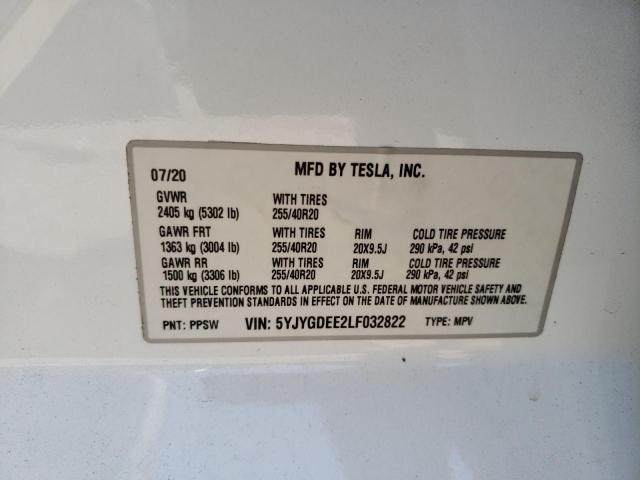 07/20 MFD BY TESLA, INC.
GVWR WITH TIRES
2405 kg (5302 lb) 255/40R20
GAWR FRT WITH TIRES RIM COLD TIRE PRESSURE
1363 kg (3004 lb) 255/40R20 20X9.5J 290 kPa, 42 psi
GAWR RR WITH TIRES RIM COLD TIRE PRESSURE
1500 kg (3306 lb) 255/40R20 20X9.5J 290 kPa, 42 psi
THIS VEHICLE CONFORMS TO ALL APPLICABLE U.S. FEDERAL MOTOR VEHICLE SAFETY AND
THEFT PREVENTION STANDARDS IN EFFECT ON THE DATE OF MANUFACTURE SHOWN ABOVE.
PNT: PPSW VIN: 5YJYGDEE2LF032822 TYPE: MPV